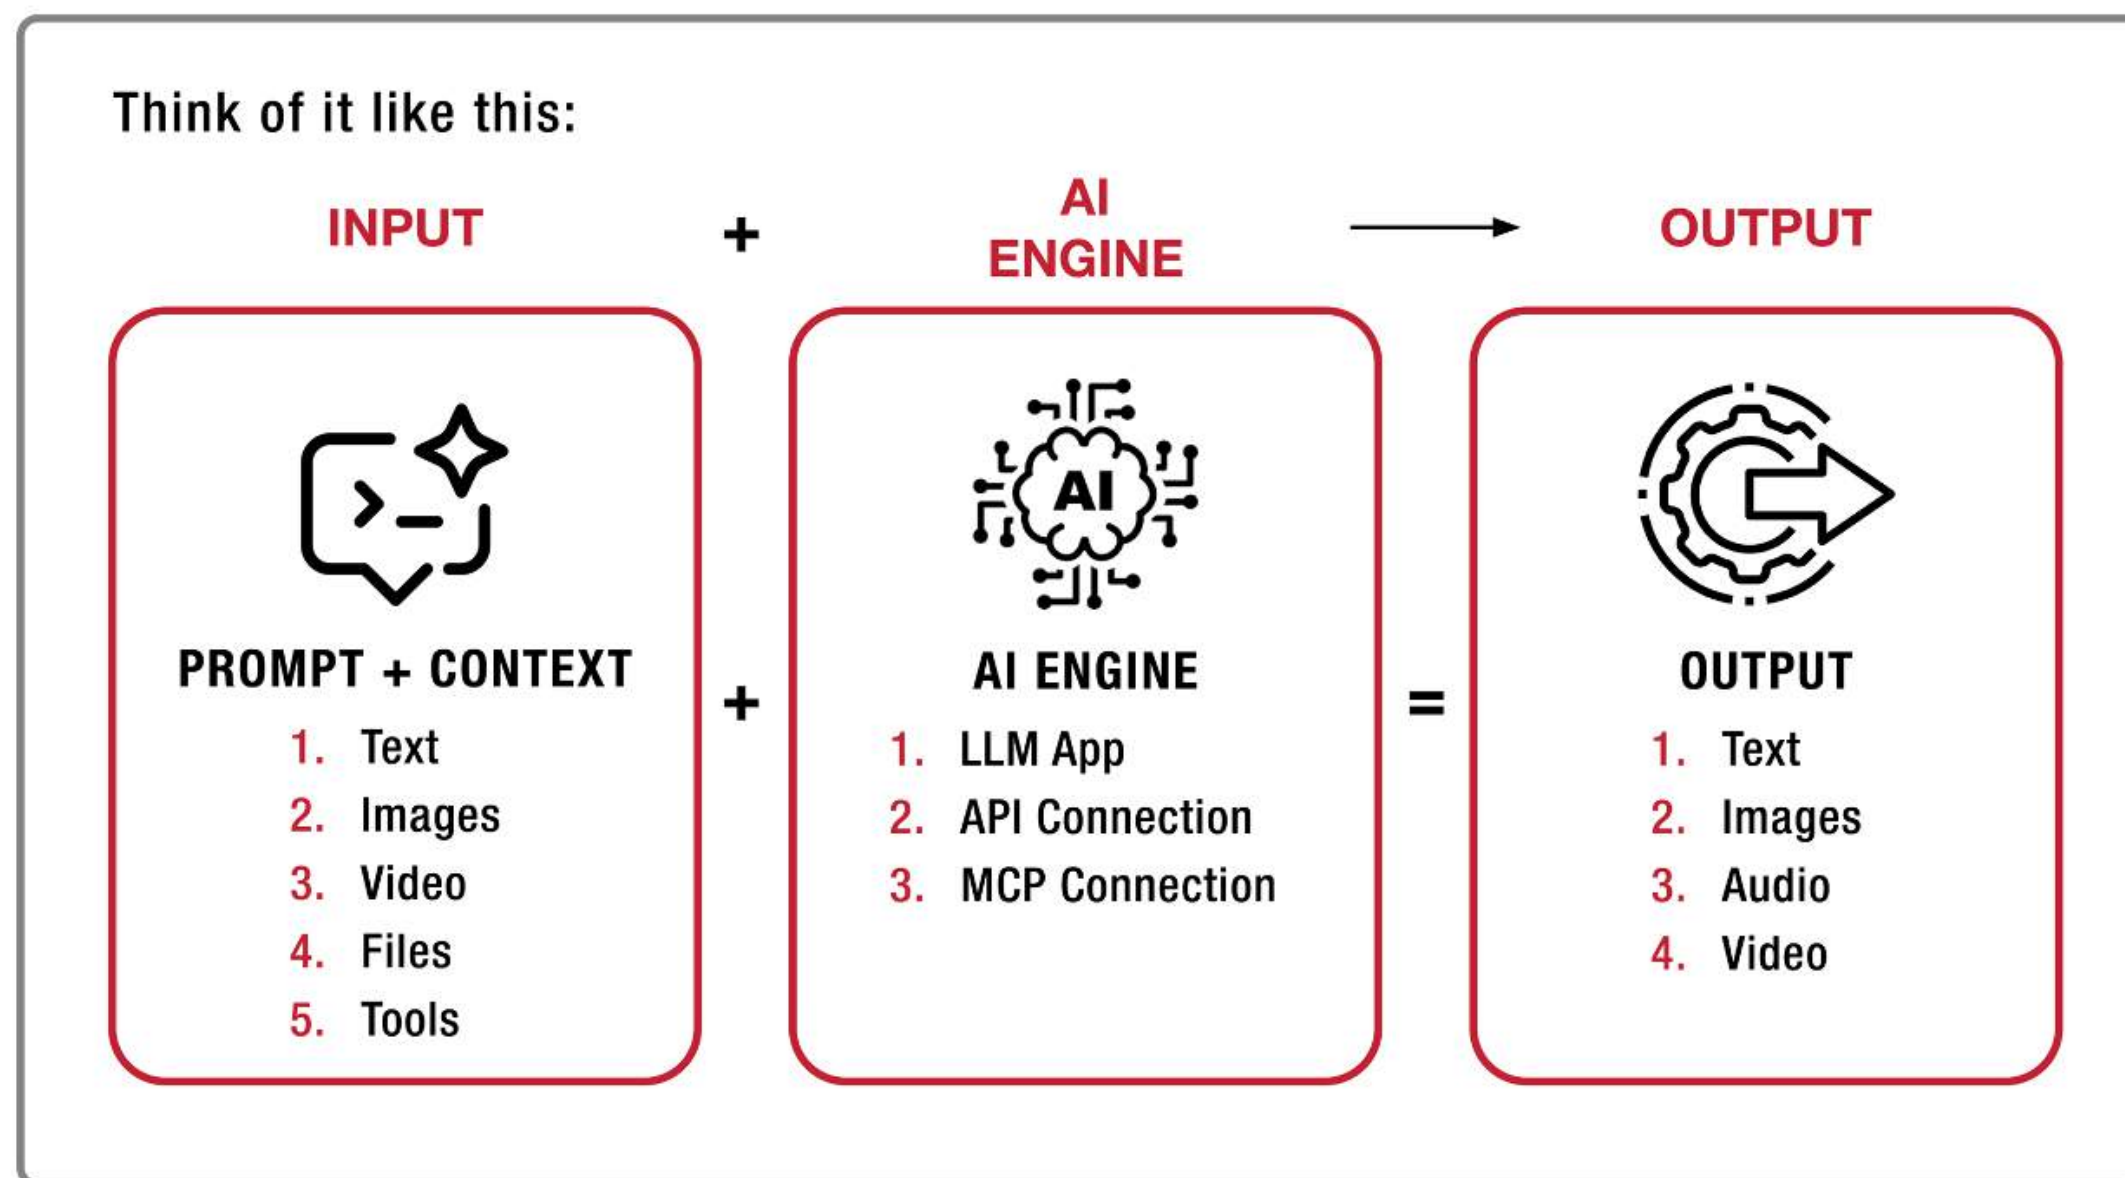 Think of it like this:
INPUT
+
AI
ENGINE
OUTPUT
PROMPT + CONTEXT
1. Text
2. Images
3. Video
4. Files
5. Tools
+
AI
AI ENGINE
1. LLM App
2. API Connection
3. MCP Connection
=
OUTPUT
1. Text
2. Images
3. Audio
4. Video